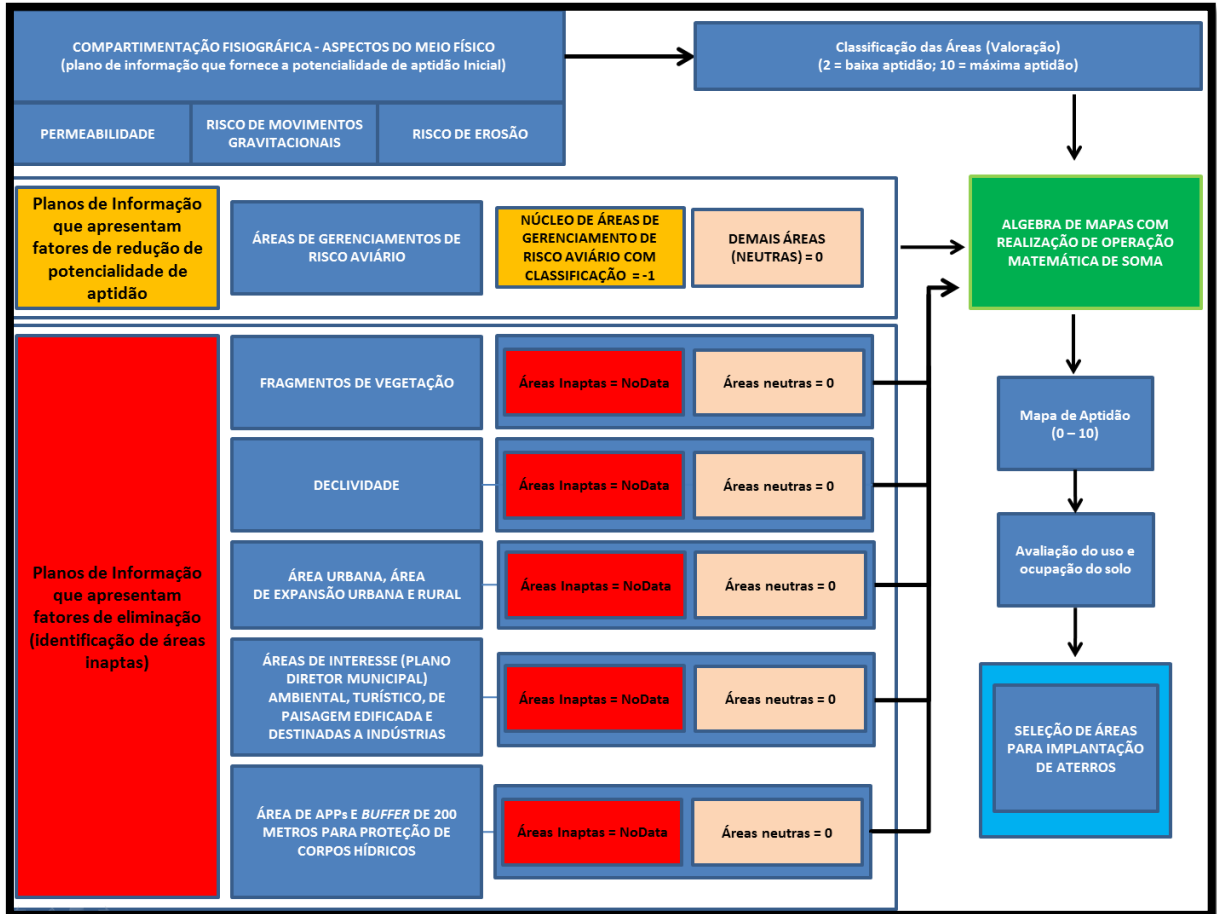 COMPARTIMENTAÇÃO FISIOGRÁFICA - ASPECTOS DO MEIO FÍSICO
(plano de informação que fornece a potencialidade de aptidão Inicial)
Classificação das Áreas (Valoração)
(2 = baixa aptidão; 10 = máxima aptidão)
PERMEABILIDADE
RISCO DE MOVIMENTOS
GRAVITACIONAIS
RISCO DE EROSÃO
Planos de Informação
que apresentam
fatores de redução de
potencialidade de
aptidão
ÁREAS DE GERENCIAMENTOS DE
RISCO AVIÁRIO
NÚCLEO DE ÁREAS DE
GERENCIAMENTO DE
RISCO AVIÁRIO COM
CLASSIFICAÇÃO = -1
DEMAIS ÁREAS
(NEUTRAS) = 0
ALGEBRA DE MAPAS COM
REALIZAÇÃO DE OPERAÇÃO
MATEMÁTICA DE SOMA
Planos de Informação
que apresentam
fatores de eliminação
(identificação de áreas
inaptas)
FRAGMENTOS DE VEGETAÇÃO
Áreas Inaptas = NoData
Áreas neutras = 0
DECLIVIDADE
Áreas Inaptas = NoData
Áreas neutras = 0
ÁREA URBANA, ÁREA
DE EXPANSÃO URBANA E RURAL
Áreas Inaptas = NoData
Áreas neutras = 0
ÁREAS DE INTERESSE (PLANO
DIRETOR MUNICIPAL)
AMBIENTAL, TURÍSTICO, DE
PAISAGEM EDIFICADA E
DESTINADAS A INDÚSTRIAS
Áreas Inaptas = NoData
Áreas neutras = 0
ÁREA DE APPs E BUFFER DE 200
METROS PARA PROTEÇÃO DE
CORPOS HÍDRICOS
Áreas Inaptas = NoData
Áreas neutras = 0
Mapa de Aptidão
(0 – 10)
Avaliação do uso e
ocupação do solo
SELEÇÃO DE ÁREAS
PARA IMPLANTAÇÃO
DE ATERROS